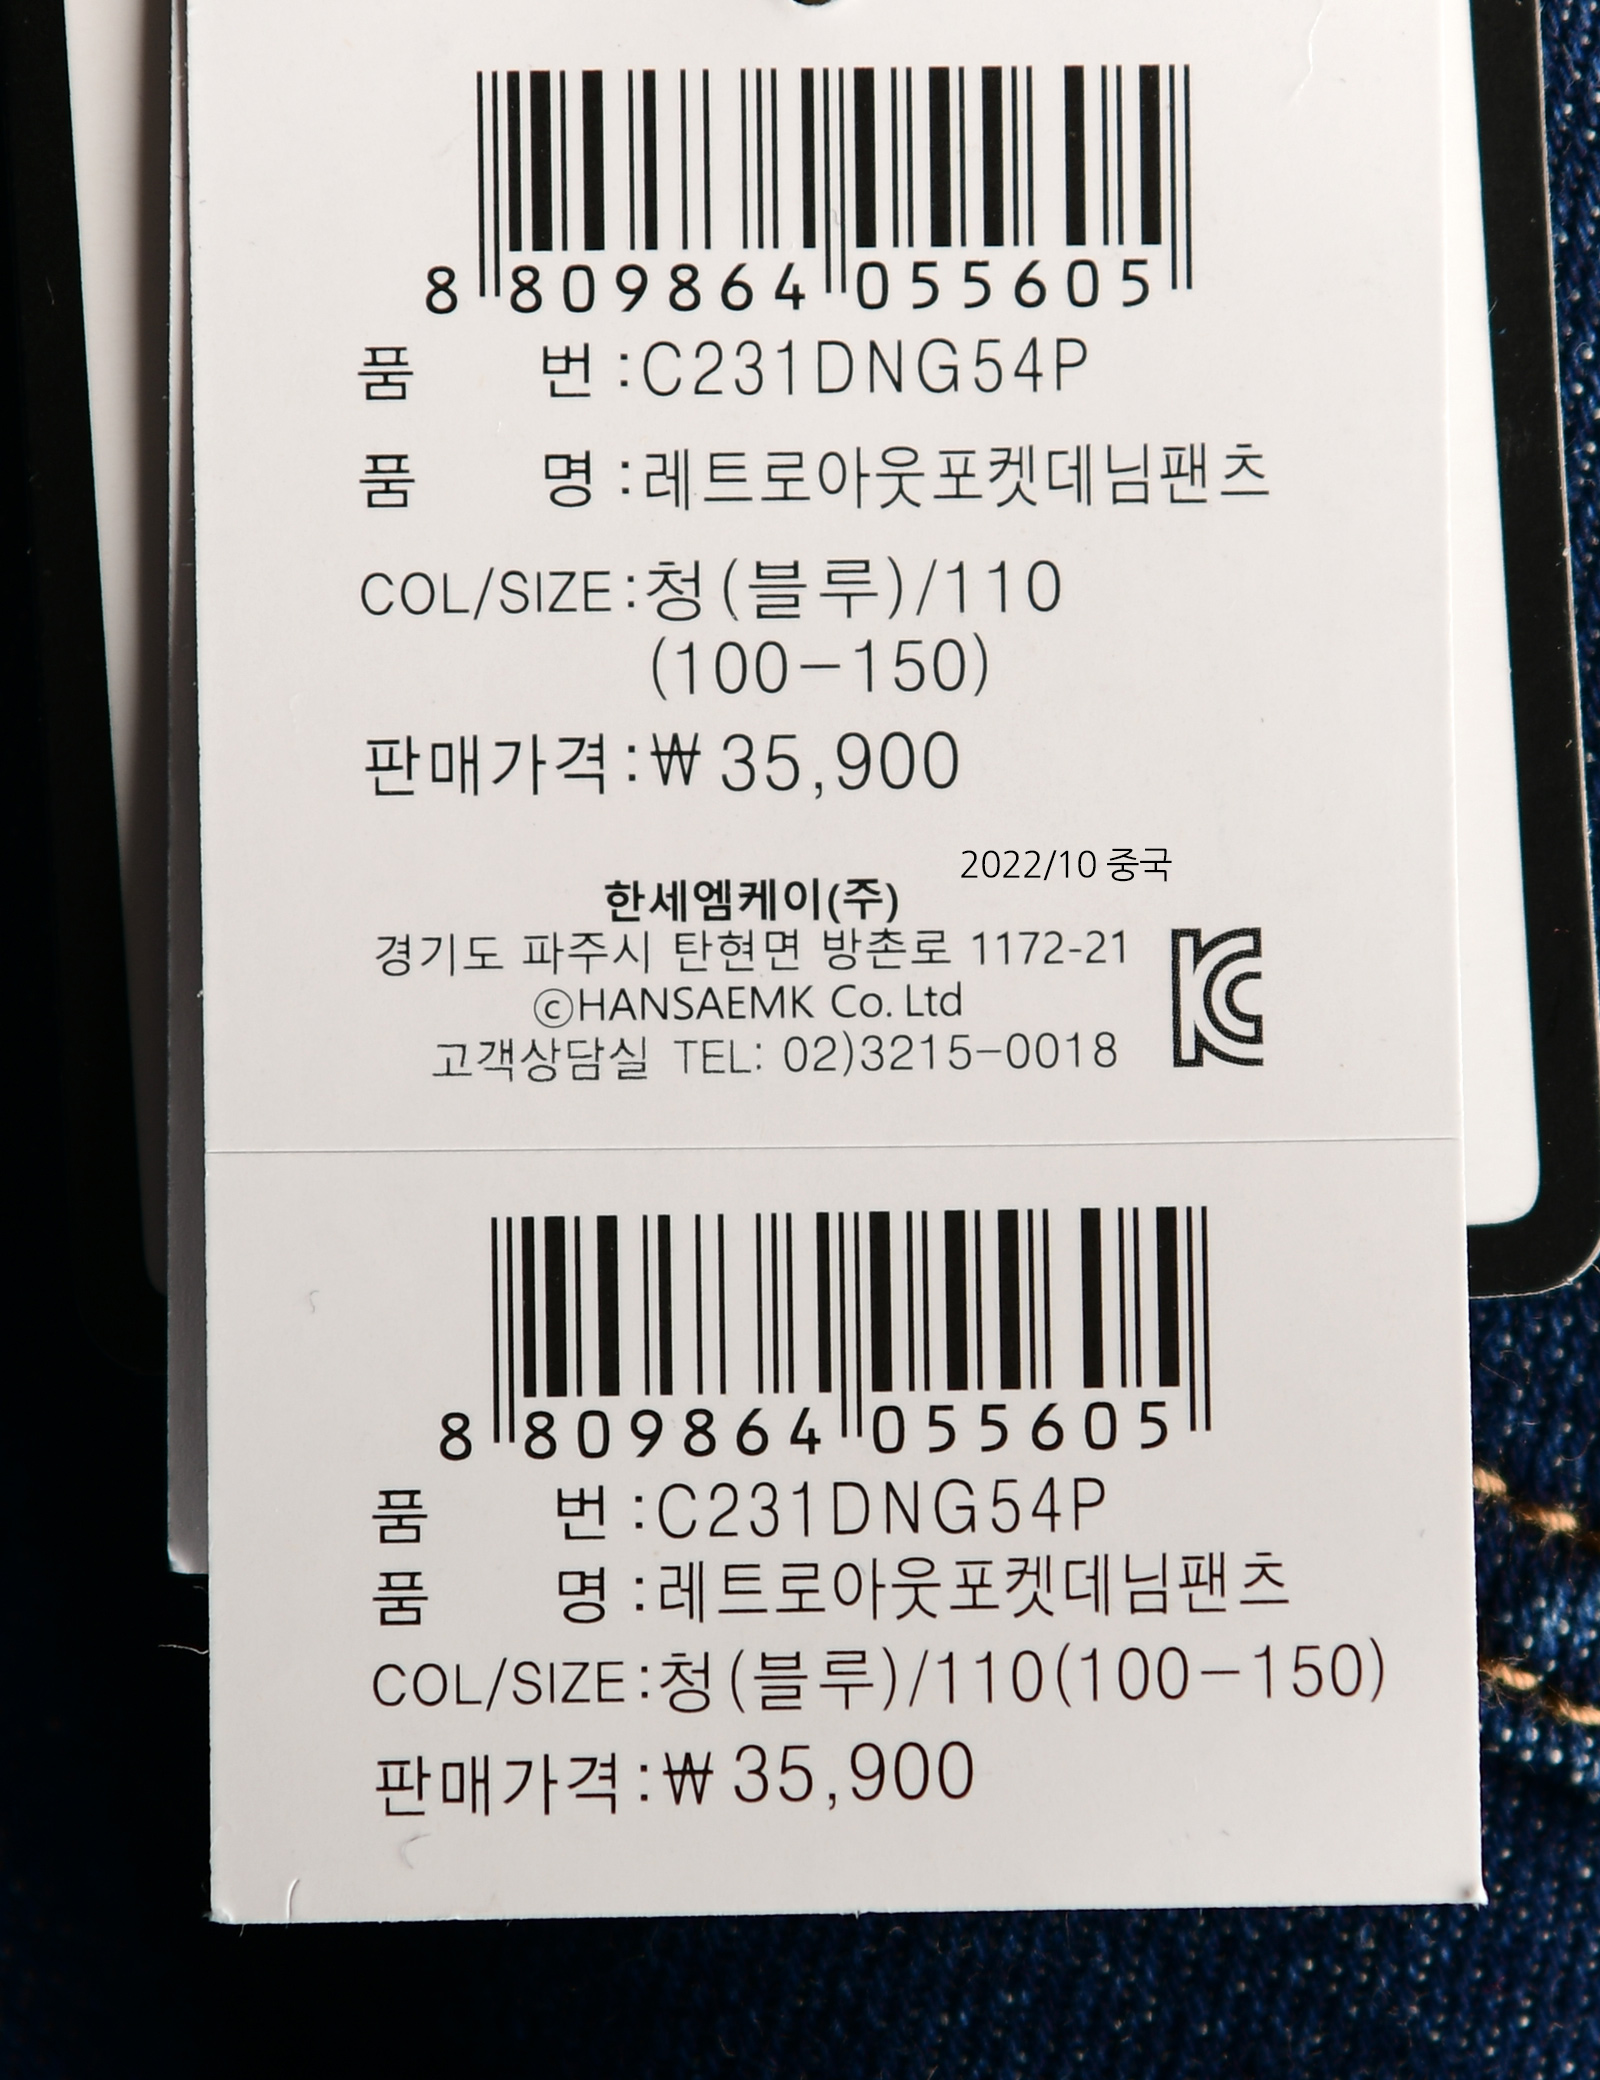 8 809864 055605
품 번 :C231DNG54P
품 명 :레트로아웃포켓데님팬츠
COL/SIZE:청(블루)/110
(100-150)
판매가격:₩ 35,900
2022/10 중국
한세엠케이(주)
경기도 파주시 탄현면 방촌로 1172-21
ⓒHANSAEMK Co. Ltd
고객상담실 TEL: 02)3215-0018
KC
8 809864 055605
품 번 :C231DNG54P
품 명 :레트로아웃포켓데님팬츠
COL/SIZE:청(블루)/110(100-150)
판매가격:₩ 35,900